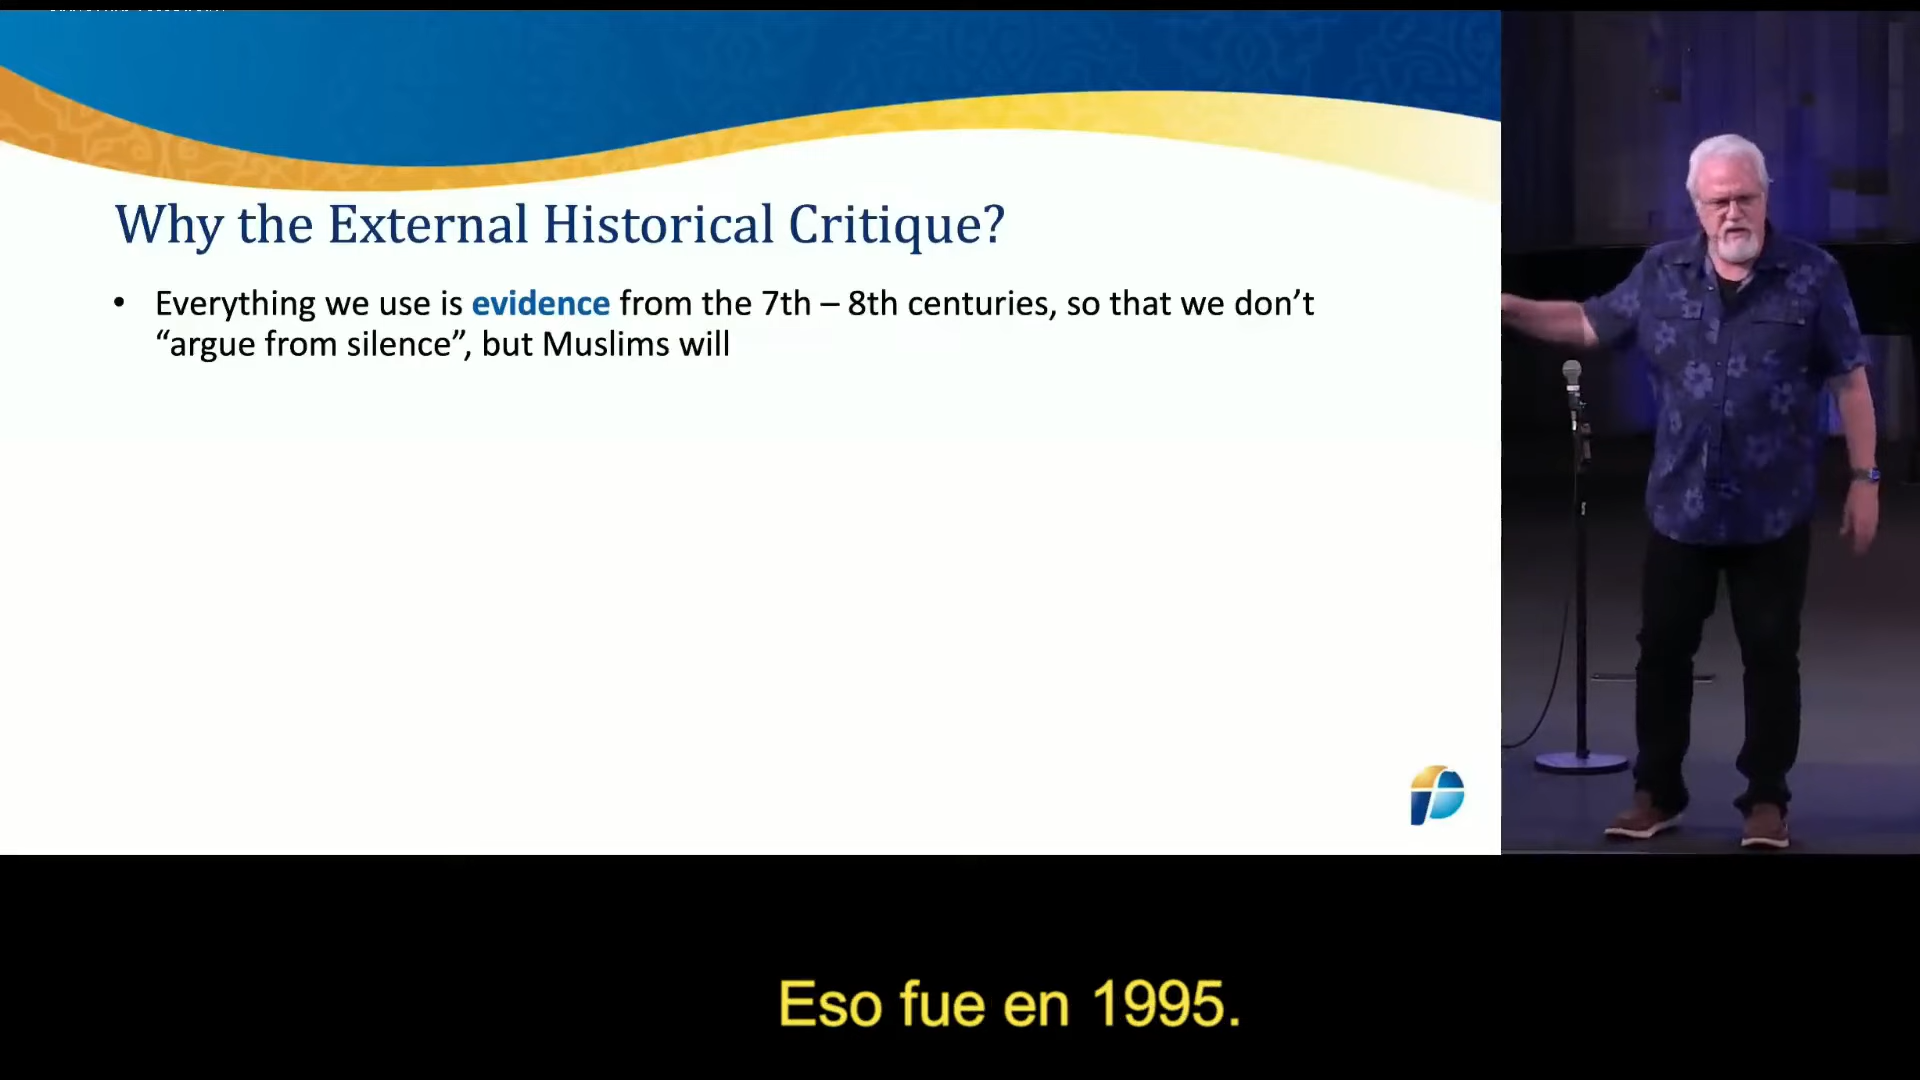 Why the External Historical Critique?
• Everything we use is evidence from the 7th – 8th centuries, so that we don’t
“argue from silence”, but Muslims will
Eso fue en 1995.